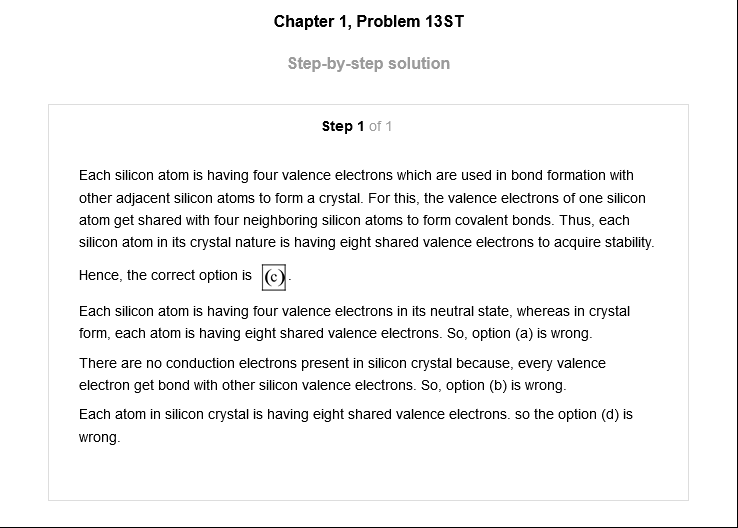 Chapter 1, Problem 13ST
Step-by-step solution
Step 1 of 1
Each silicon atom is having four valence electrons which are used in bond formation with
other adjacent silicon atoms to form a crystal. For this, the valence electrons of one silicon
atom get shared with four neighboring silicon atoms to form covalent bonds. Thus, each
silicon atom in its crystal nature is having eight shared valence electrons to acquire stability.
Hence, the correct option is (c).
Each silicon atom is having four valence electrons in its neutral state, whereas in crystal
form, each atom is having eight shared valence electrons. So, option (a) is wrong.
There are no conduction electrons present in silicon crystal because, every valence
electron get bond with other silicon valence electrons. So, option (b) is wrong.
Each atom in silicon crystal is having eight shared valence electrons. so the option (d) is
wrong.